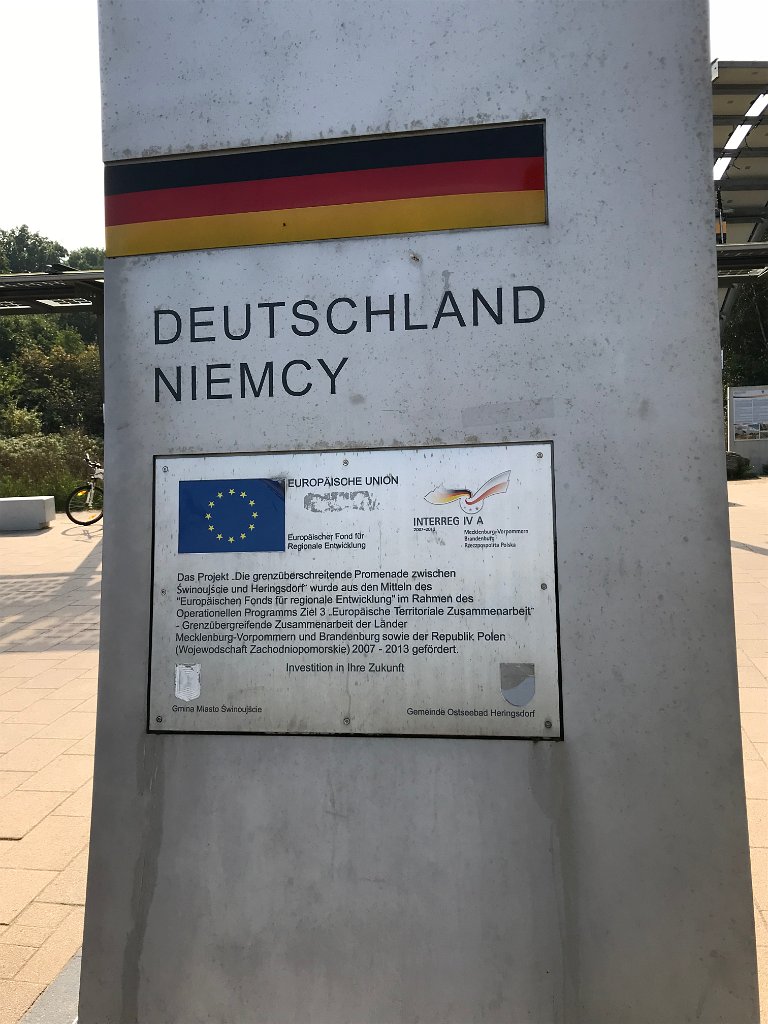 DEUTSCHLAND
NIEMCY
EUROPÄISCHE UNION
Europäischer Fond für
Regionale Entwicklung
INTERREG IV A
2007-2013
Mecklenburg-Vorpommern
Brandenburg
Rzeczpospolita Polska
Das Projekt „Die grenzüberschreitende Promenade zwischen
Świnoujście und Heringsdorf" wurde aus den Mitteln des
"Europäischen Fonds für regionale Entwicklung" im Rahmen des
Operationellen Programms Ziel 3 „Europäische Territoriale Zusammenarbeit"
- Grenzübergreifende Zusammenarbeit der Länder
Mecklenburg-Vorpommern und Brandenburg sowie der Republik Polen
(Wojewodschaft Zachodniopomorskie) 2007 - 2013 gefördert.
Investition in Ihre Zukunft
Gmina Miasto Świnoujście
Gemeinde Ostseebad Heringsdorf